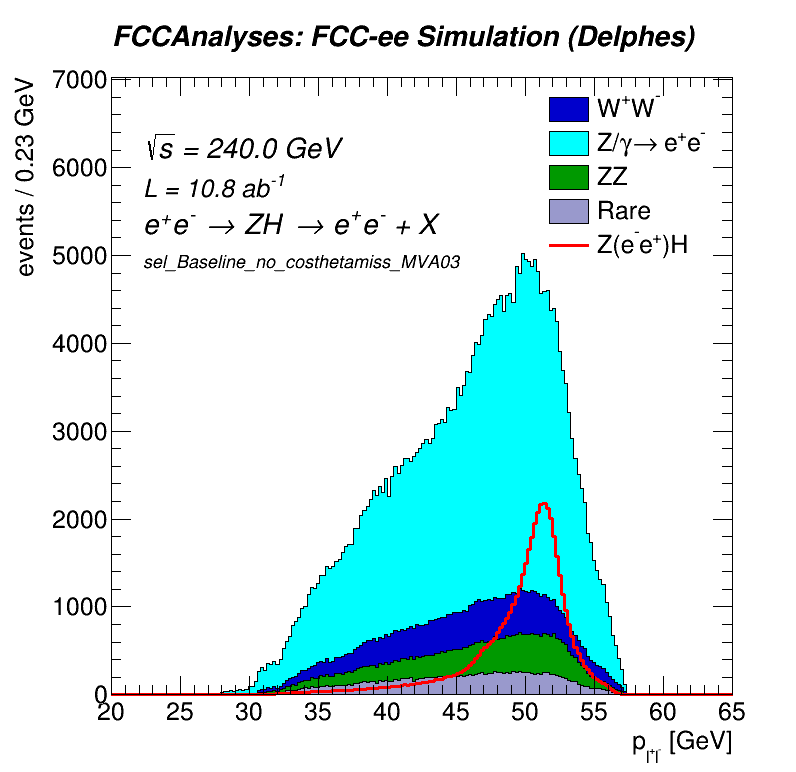 FCCAnalyses: FCC-ee Simulation (Delphes)
events / 0.23 GeV
7000
6000
5000
4000
3000
2000
1000
0
√s = 240.0 GeV
L = 10.8 ab⁻¹
e⁺e⁻ → ZH → e⁺e⁻ + X
sel_Baseline_no_costhetamiss_MVA03
W⁺W⁻
Z/γ→ e⁺e⁻
ZZ
Rare
Z(e⁻e⁺)H
20 25 30 35 40 45 50 55 60 65
p_l⁺l⁻ [GeV]